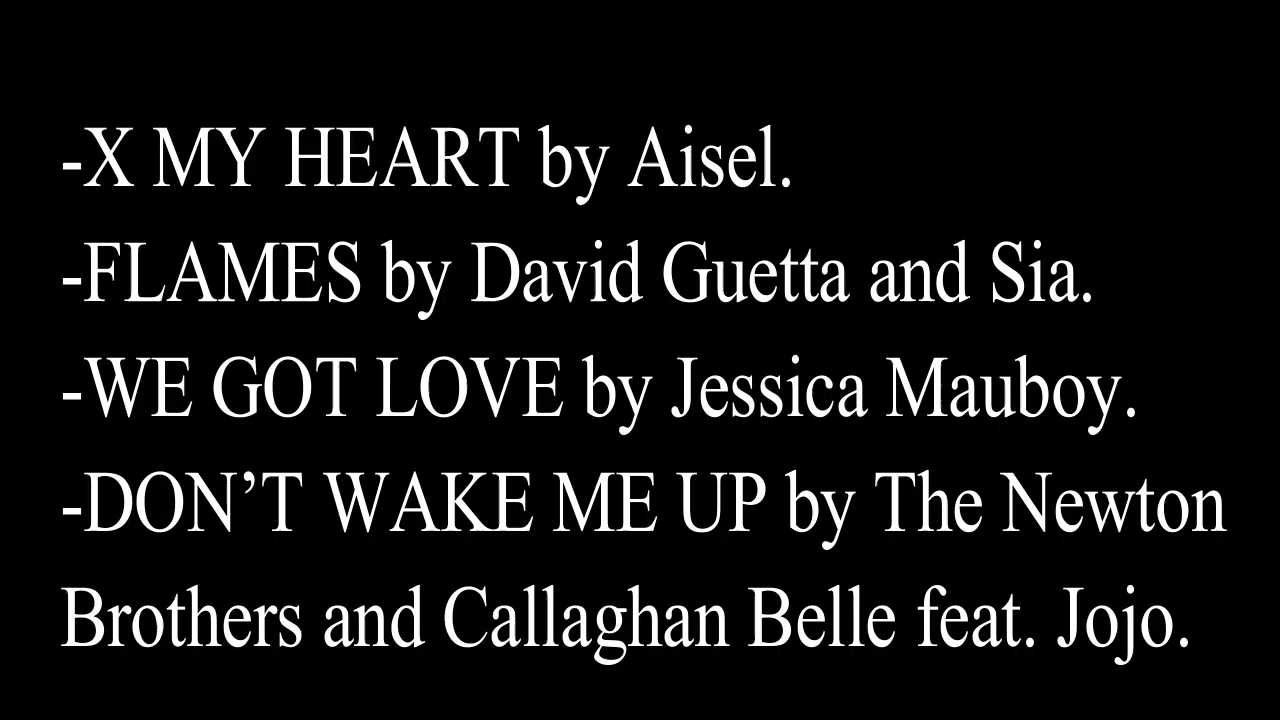 -X MY HEART by Aisel.
-FLAMES by David Guetta and Sia.
-WE GOT LOVE by Jessica Mauboy.
-DON’T WAKE ME UP by The Newton
Brothers and Callaghan Belle feat. Jojo.